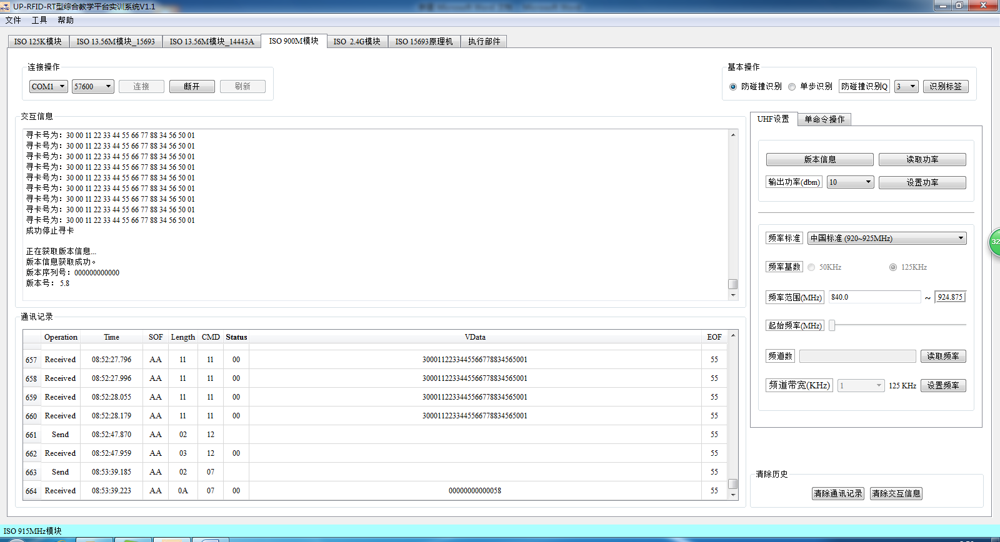 UP-RFID-RT型综合教学平台实训系统V1.1
文件 工具 帮助
ISO 125K模块 ISO 13.56M模块_15693 ISO 13.56M模块_14443A ISO 900M模块 ISO 2.4G模块 ISO 15693原理机 执行部件
连接操作
COM1 57600 连接 断开 刷新
基本操作
防碰撞识别 单步识别 防碰撞识别Q 3 识别标签
交互信息
寻卡号为：30 00 11 22 33 44 55 66 77 88 34 56 50 01
寻卡号为：30 00 11 22 33 44 55 66 77 88 34 56 50 01
寻卡号为：30 00 11 22 33 44 55 66 77 88 34 56 50 01
寻卡号为：30 00 11 22 33 44 55 66 77 88 34 56 50 01
寻卡号为：30 00 11 22 33 44 55 66 77 88 34 56 50 01
寻卡号为：30 00 11 22 33 44 55 66 77 88 34 56 50 01
寻卡号为：30 00 11 22 33 44 55 66 77 88 34 56 50 01
寻卡号为：30 00 11 22 33 44 55 66 77 88 34 56 50 01
寻卡号为：30 00 11 22 33 44 55 66 77 88 34 56 50 01
成功停止寻卡
正在获取版本信息...
版本信息获取成功。
版本序列号：000000000000
版本号： 5.8
通讯记录
Operation Time SOF Length CMD Status VData EOF
657 Received 08:52:27.796 AA 11 11 00 3000112233445566778834565001 55
658 Received 08:52:27.996 AA 11 11 00 3000112233445566778834565001 55
659 Received 08:52:28.055 AA 11 11 00 3000112233445566778834565001 55
660 Received 08:52:28.179 AA 11 11 00 3000112233445566778834565001 55
661 Send 08:52:47.870 AA 02 12 55
662 Received 08:52:47.959 AA 03 12 00 55
663 Send 08:53:39.185 AA 02 07 55
664 Received 08:53:39.223 AA 0A 07 00 00000000000058 55
UHF设置 单命令操作
版本信息 读取功率
输出功率(dbm) 10 设置功率
频率标准 中国标准 (920~925MHz)
频率基数 50KHz 125KHz
频率范围(MHz) 840.0 ~ 924.875
起始频率(MHz)
频道数 读取频率
频道带宽(KHz) 1 125 KHz 设置频率
32
清除历史
清除通讯记录 清除交互信息
ISO 915MHz模块